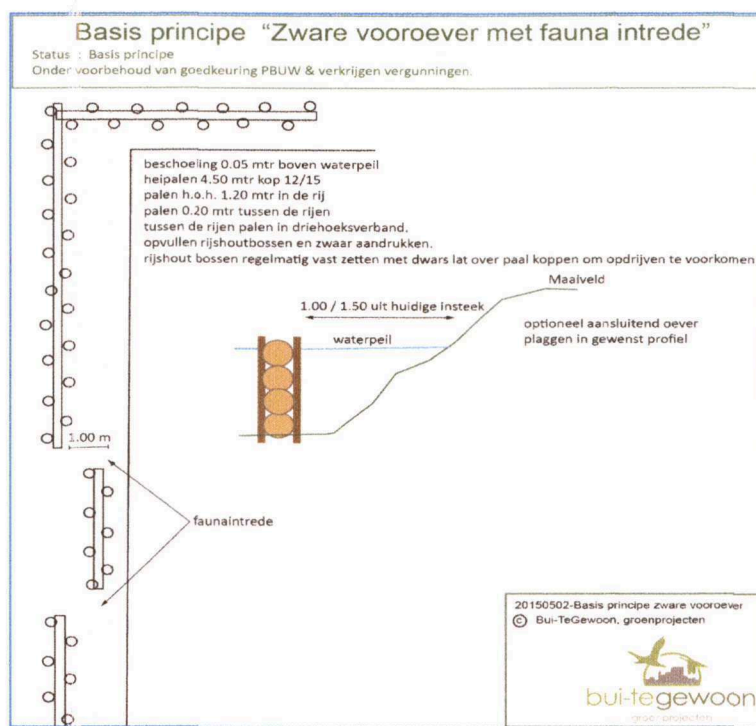 Basis principe “Zware vooroever met fauna intrede”
Status : Basis principe
Onder voorbehoud van goedkeuring PBUW & verkrijgen vergunningen.
beschoeling 0.05 mtr boven waterpeil
heipalen 4.50 mtr kop 12/15
palen h.o.h. 1.20 mtr in de rij
palen 0.20 mtr tussen de rijen
tussen de rijen palen in driehoeksverband.
opvullen rijshoutbossen en zwaar aandrukken.
rijshout bossen regelmatig vast zetten met dwars lat over paal koppen om opdrijven te voorkomen
Maaiveld
1.00 / 1.50 uit huidige insteek
waterpeil
optioneel aansluitend oever
plaggen in gewenst profiel
1.00 m
faunaintrede
20150502-Basis principe zware vooroever
© Bui-TeGewoon, groenprojecten
bui-tegewoon
groenprojecten